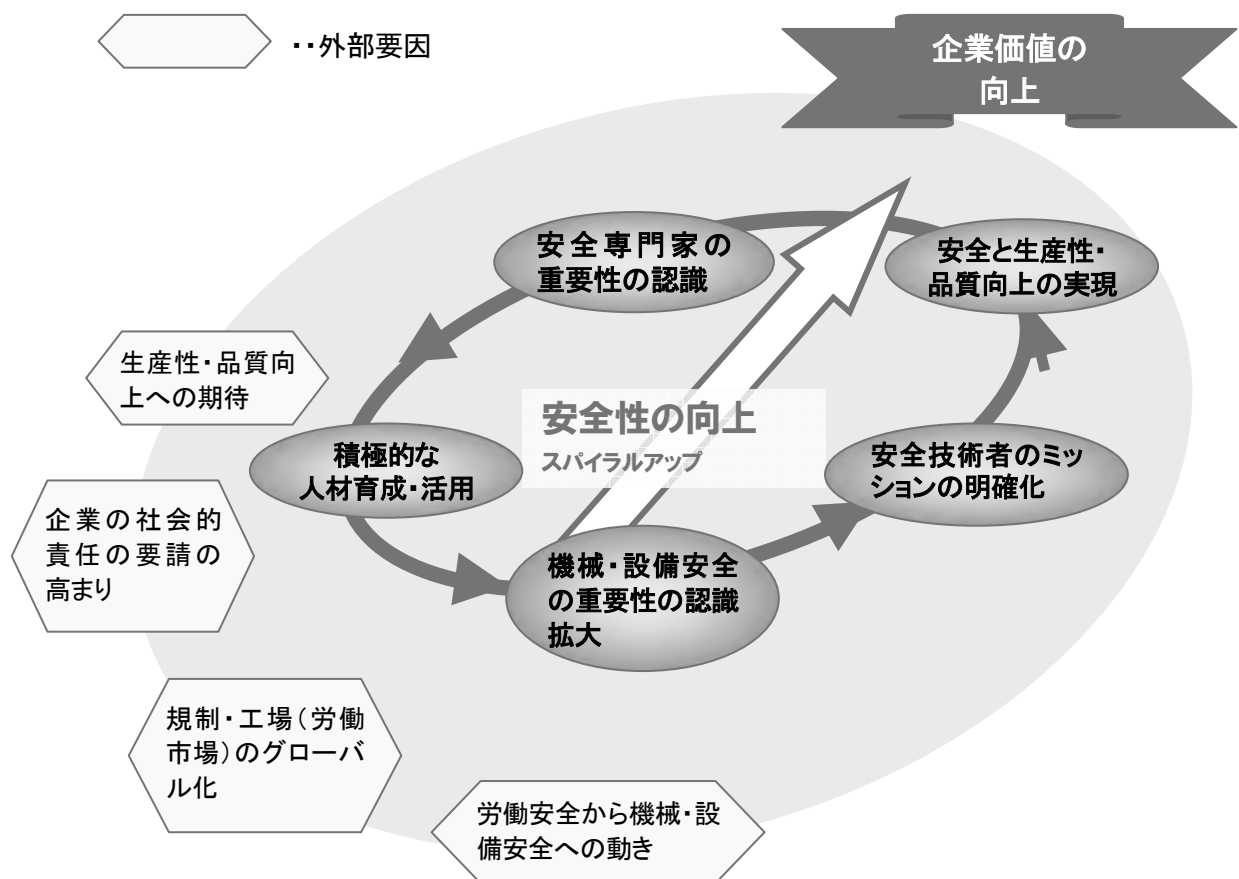 ‥外部要因
企業価値の
向上
安全専門家の
重要性の認識
安全と生産性・
品質向上の実現
生産性・品質向
上への期待
安全性の向上
スパイラルアップ
積極的な
人材育成・活用
安全技術者のミッ
ションの明確化
企業の社会的
責任の要請の
高まり
機械・設備安全
の重要性の認識
拡大
規制・工場(労働
市場)のグローバ
ル化
労働安全から機械・設
備安全への動き